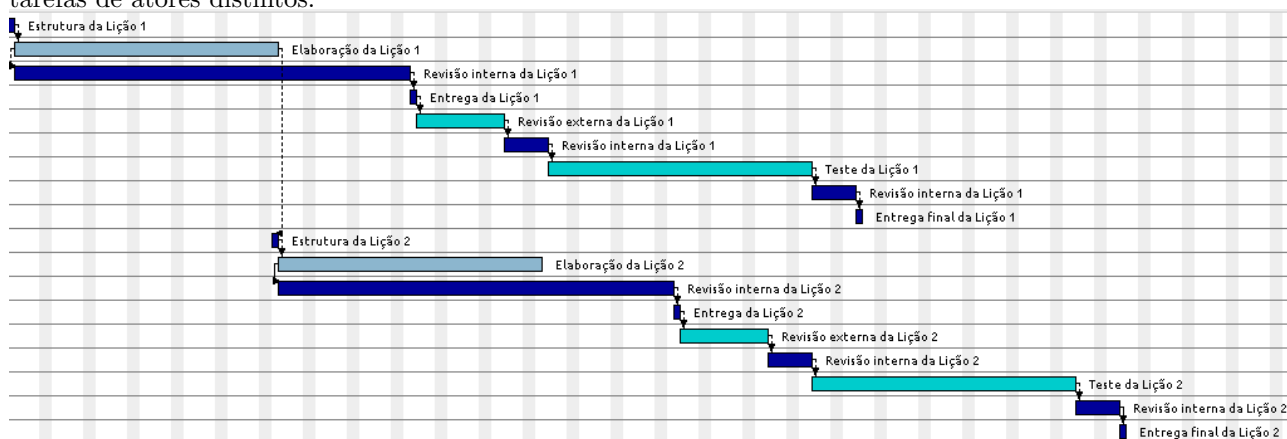 tarefas de atores distintos.
Estrutura da Lição 1
Elaboração da Lição 1
Revisão interna da Lição 1
Entrega da Lição 1
Revisão externa da Lição 1
Revisão interna da Lição 1
Teste da Lição 1
Revisão interna da Lição 1
Entrega final da Lição 1
Estrutura da Lição 2
Elaboração da Lição 2
Revisão interna da Lição 2
Entrega da Lição 2
Revisão externa da Lição 2
Revisão interna da Lição 2
Teste da Lição 2
Revisão interna da Lição 2
Entrega final da Lição 2